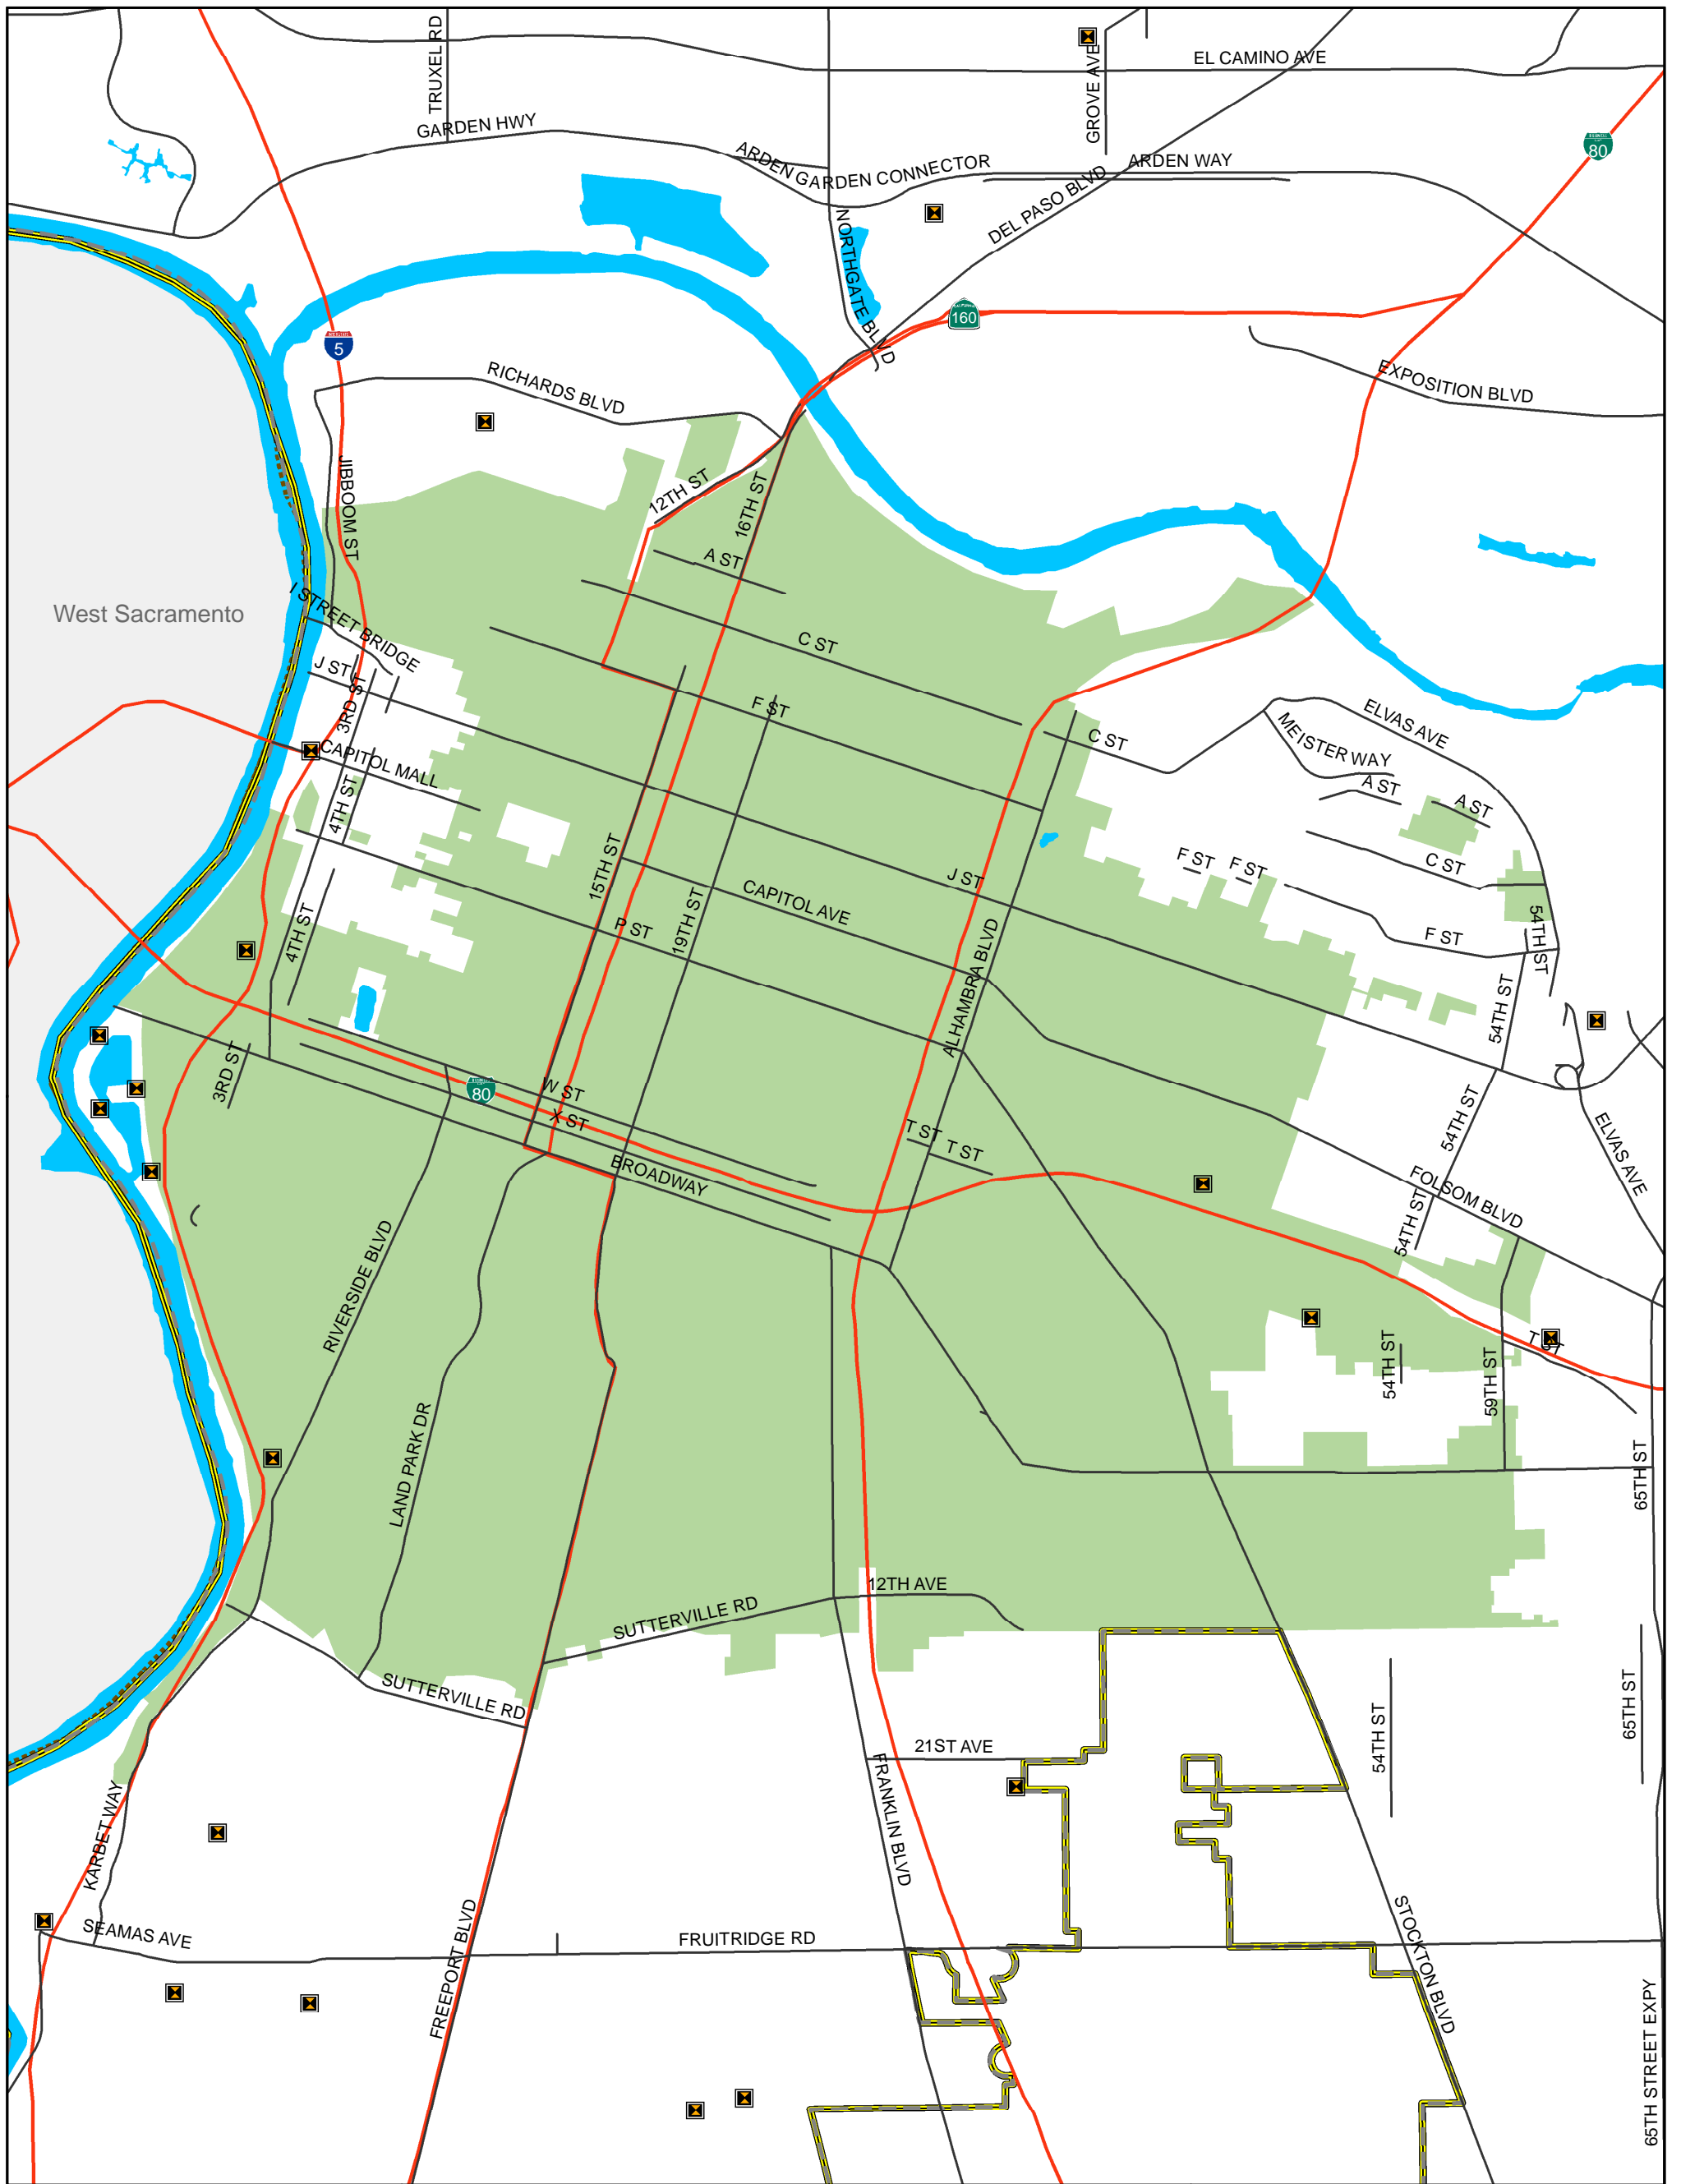 TRUXEL RD
GROVE AVE
EL CAMINO AVE
GARDEN HWY
ARDEN GARDEN CONNECTOR
ARDEN WAY
80
DEL PASO BLVD
NORTHGATE BLVD
160
5
RICHARDS BLVD
EXPOSITION BLVD
JIBBOOM ST
12TH ST
16TH ST
A ST
West Sacramento
I STREET BRIDGE
C ST
J ST
3RD ST
F ST
ELVAS AVE
C ST
MEISTER WAY
CAPITOL MALL
A ST
A ST
4TH ST
15TH ST
F ST
F ST
C ST
J ST
CAPITOL AVE
19TH ST
P ST
4TH ST
ALHAMBRA BLVD
F ST
54TH ST
54TH ST
3RD ST
80
W ST
X ST
T ST
T ST
54TH ST
ELVAS AVE
BROADWAY
FOLSOM BLVD
54TH ST
RIVERSIDE BLVD
T ST
54TH ST
59TH ST
LAND PARK DR
65TH ST
12TH AVE
SUTTERVILLE RD
SUTTERVILLE RD
21ST AVE
54TH ST
65TH ST
KARBET WAY
FRANKLIN BLVD
SEAMAS AVE
FREEPORT BLVD
FRUITRIDGE RD
STOCKTON BLVD
65TH STREET EXPY